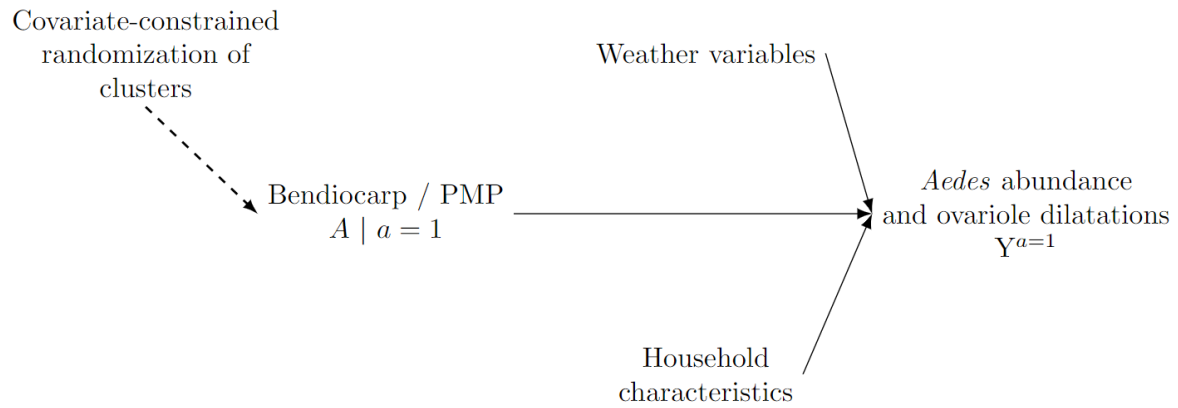 Covariate-constrained
randomization of
clusters
Weather variables
Bendiocarp / PMP
A | a = 1
Aedes abundance
and ovariole dilatations
Y^{a=1}
Household
characteristics